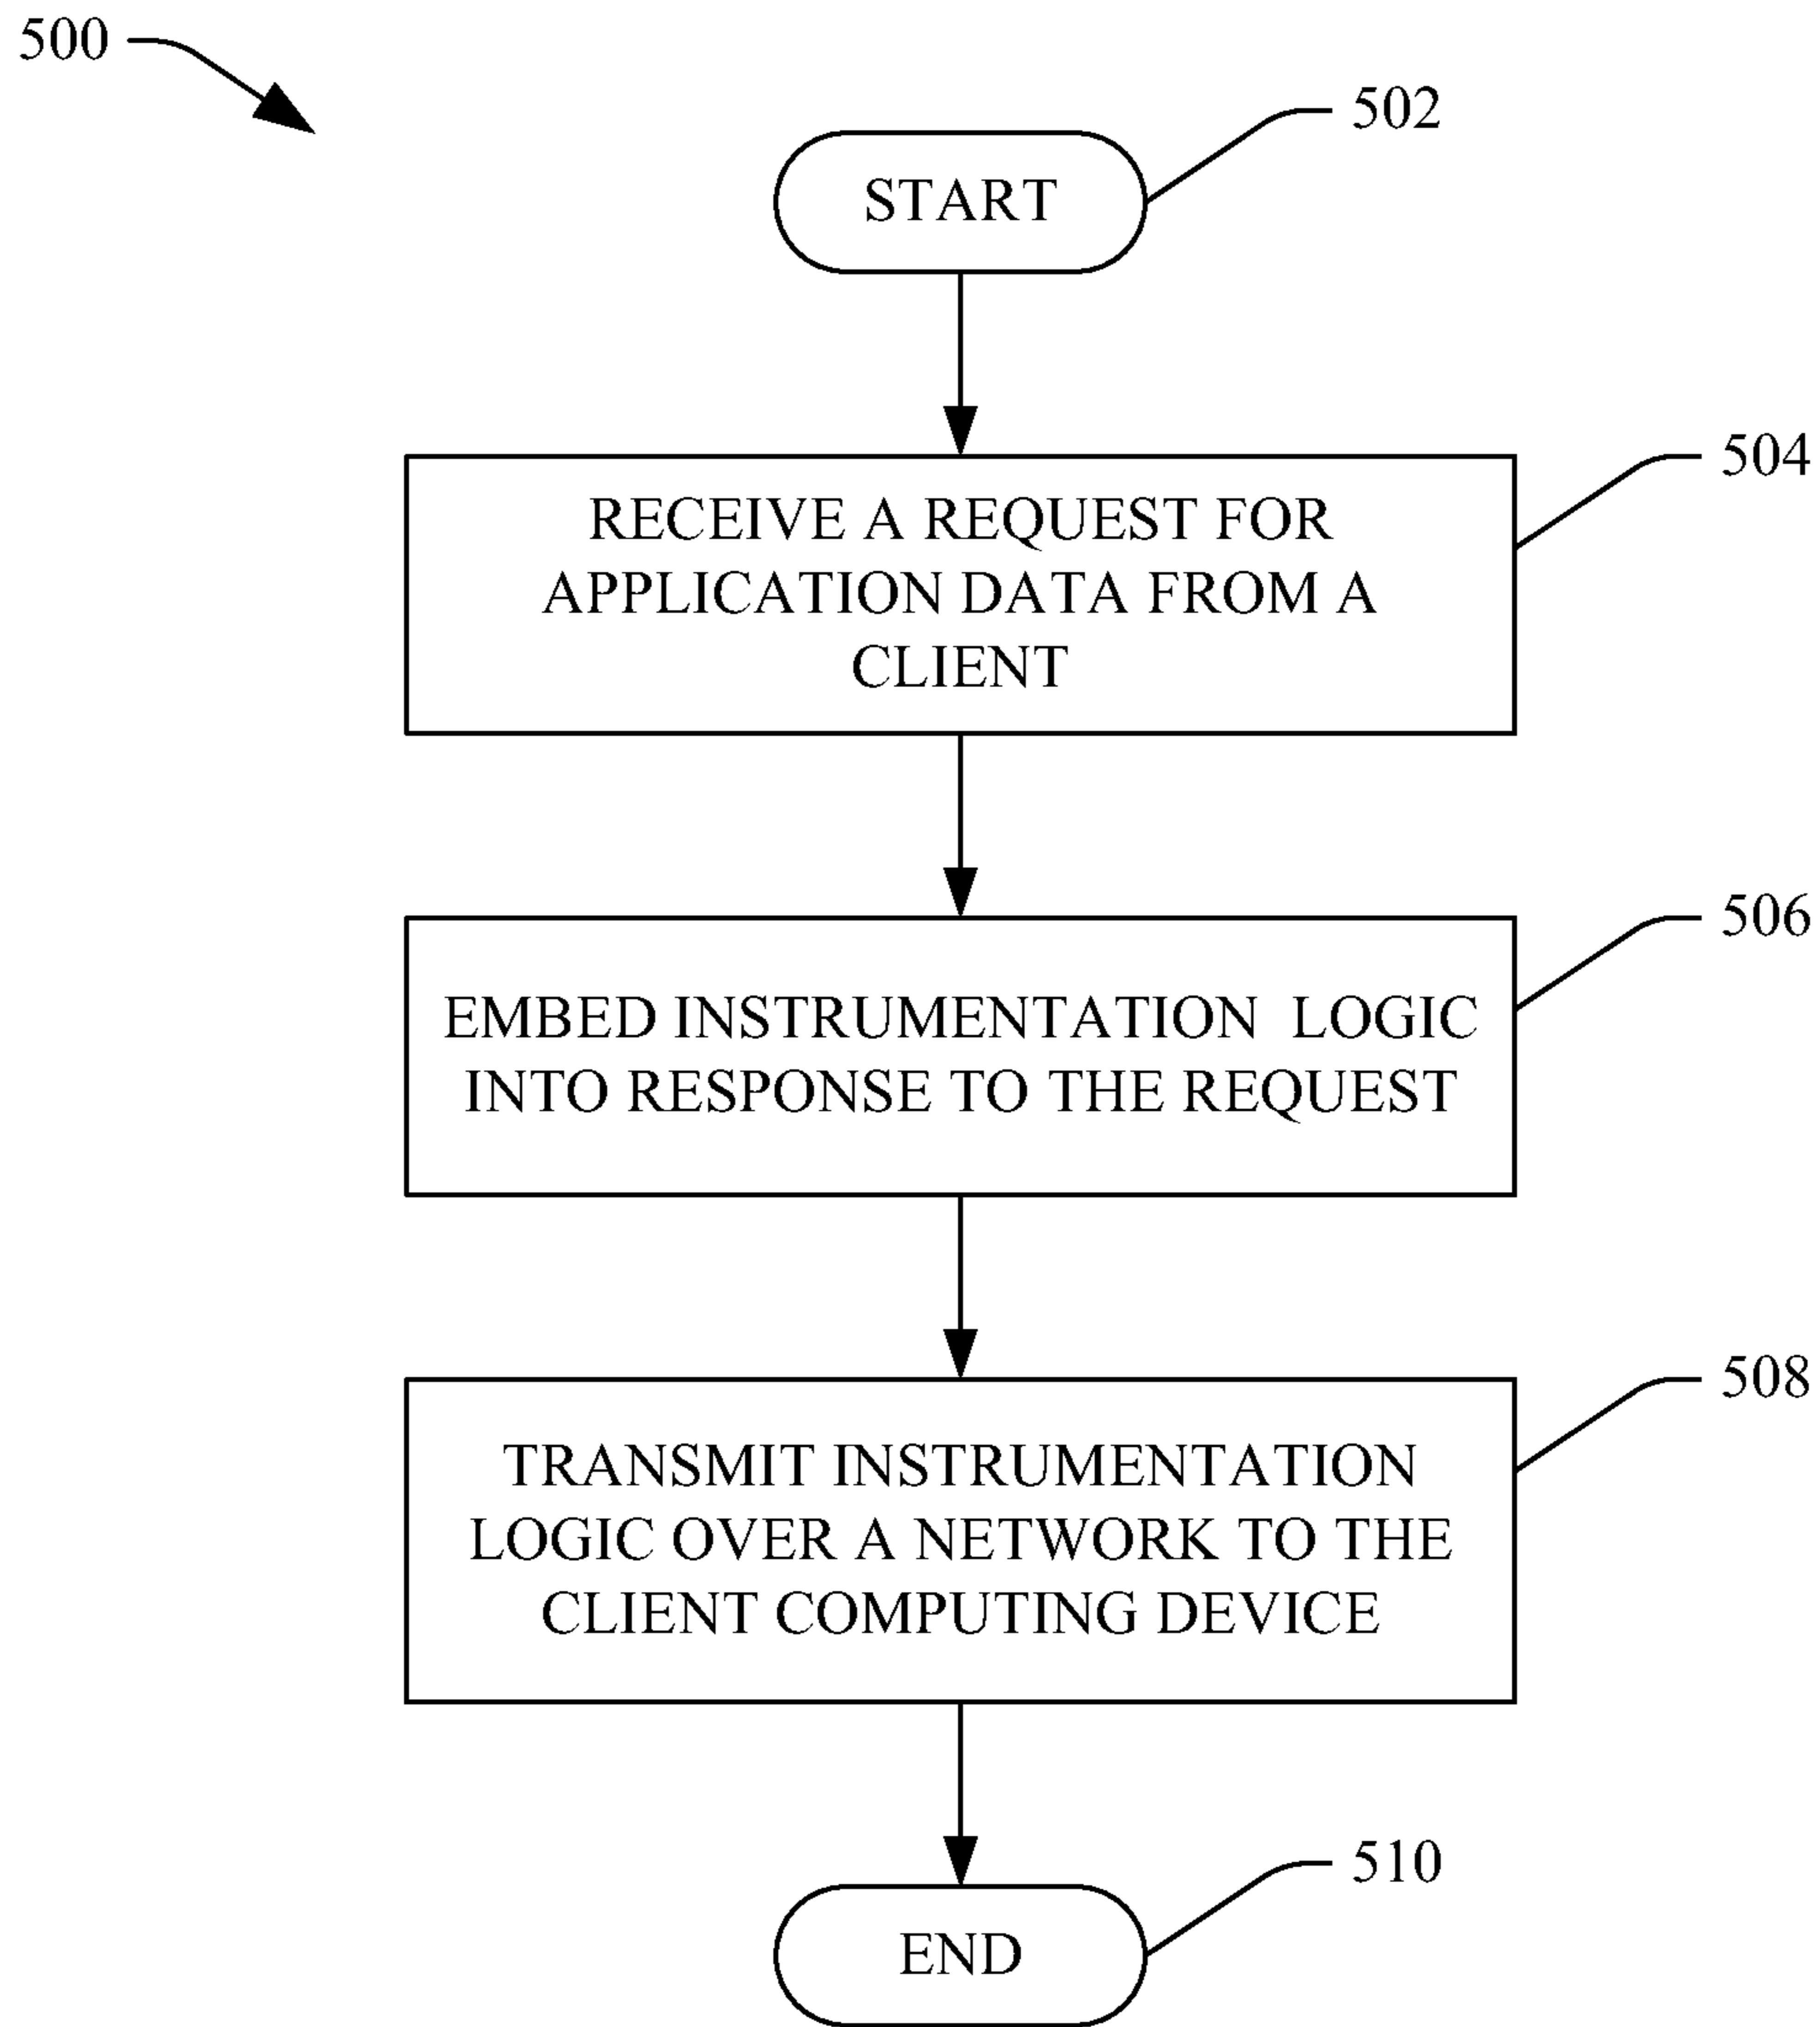 500
502
START
504
RECEIVE A REQUEST FOR
APPLICATION DATA FROM A
CLIENT
506
EMBED INSTRUMENTATION  LOGIC
INTO RESPONSE TO THE REQUEST
508
TRANSMIT INSTRUMENTATION
LOGIC OVER A NETWORK TO THE
CLIENT COMPUTING DEVICE
510
END